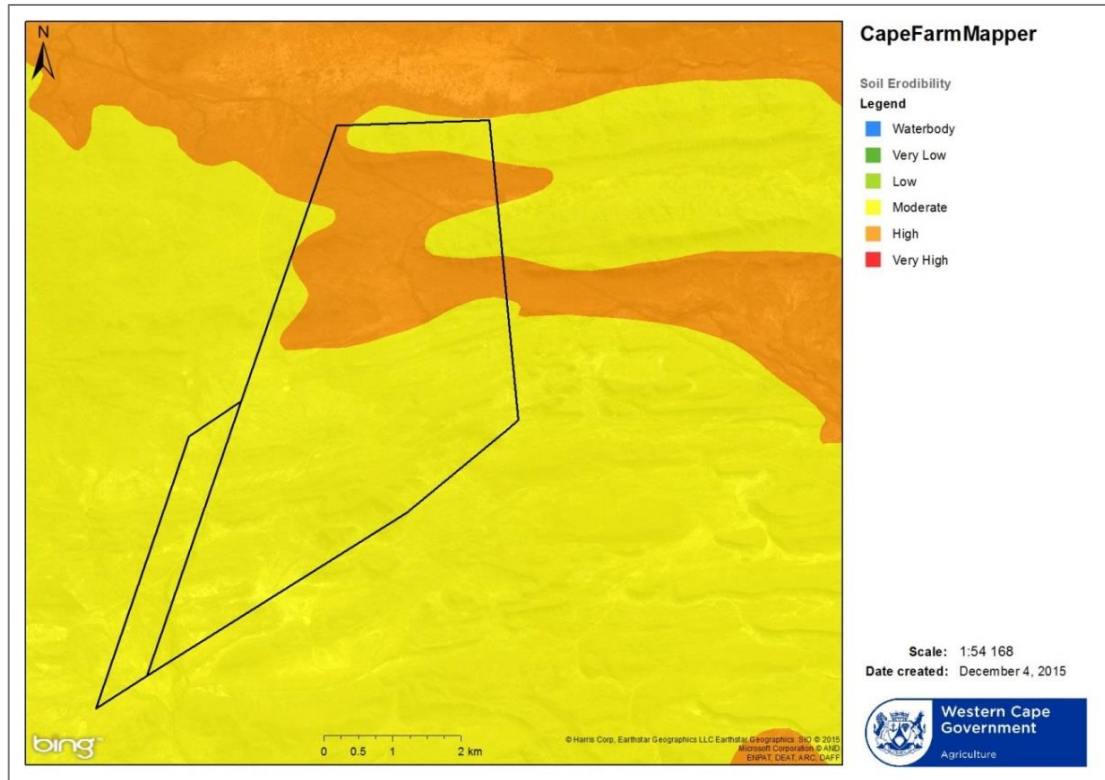 N
CapeFarmMapper
Soil Erodibility
Legend
Waterbody
Very Low
Low
Moderate
High
Very High
Scale: 1:54 168
Date created: December 4, 2015
bing™
0 0.5 1 2 km
© Harris Corp, Earthstar Geographics LLC Earthstar Geographics SIO © 2015
Microsoft Corporation © AND
ENPAT, DEAT, ARC, DAFF
Western Cape
Government
Agriculture